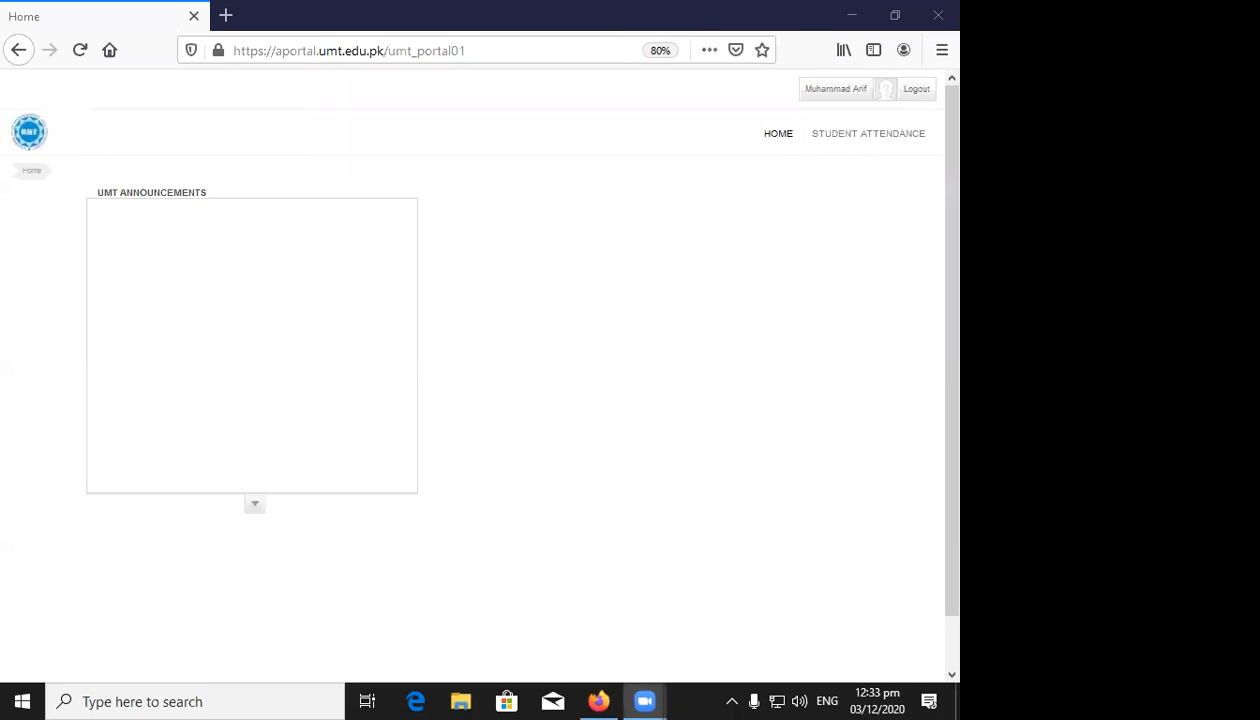 Home
https://aportal.umt.edu.pk/umt_portal01
80%
Muhammad Arif
Logout
UMT
HOME
STUDENT ATTENDANCE
Home
UMT ANNOUNCEMENTS
Type here to search
ENG
12:33 pm
03/12/2020